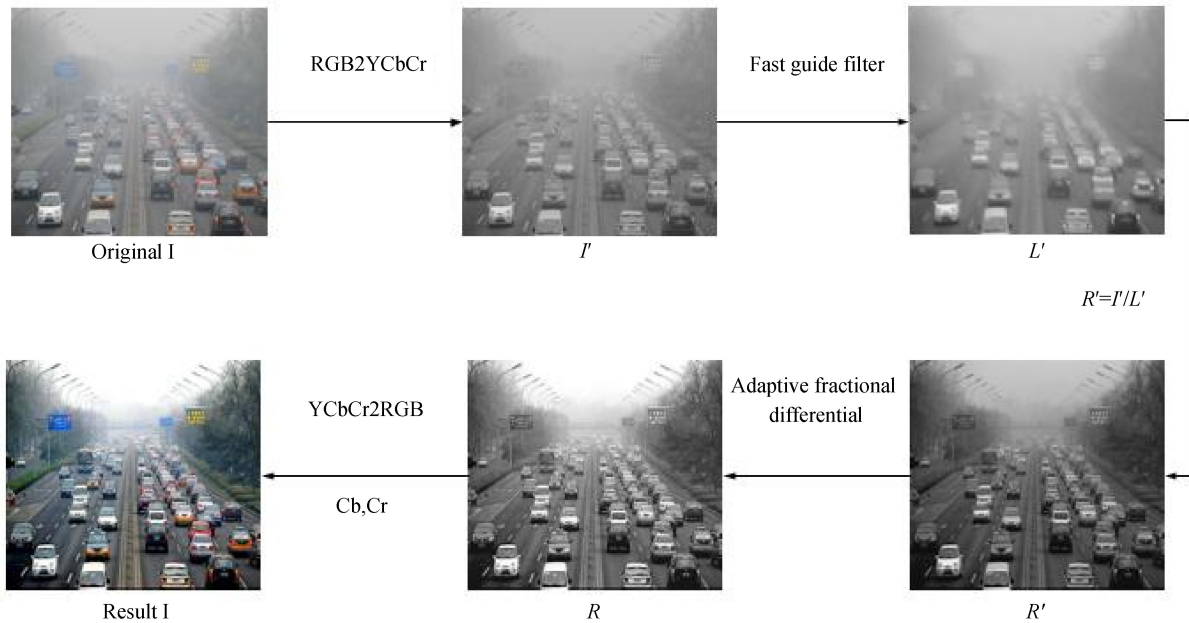 RGB2YCbCr
Fast guide filter
Original I
I′
L′
R′=I′/L′
YCbCr2RGB
Adaptive fractional
differential
Cb,Cr
Result I
R
R′